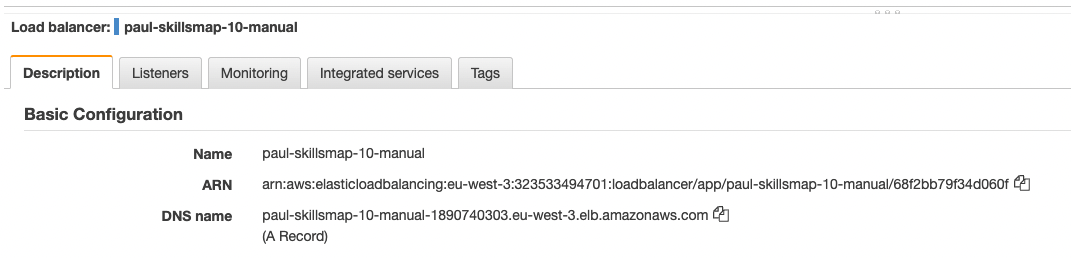 Load balancer: paul-skillsmap-10-manual
Description Listeners Monitoring Integrated services Tags
Basic Configuration
Name paul-skillsmap-10-manual
ARN arn:aws:elasticloadbalancing:eu-west-3:323533494701:loadbalancer/app/paul-skillsmap-10-manual/68f2bb79f34d060f
DNS name paul-skillsmap-10-manual-1890740303.eu-west-3.elb.amazonaws.com
(A Record)